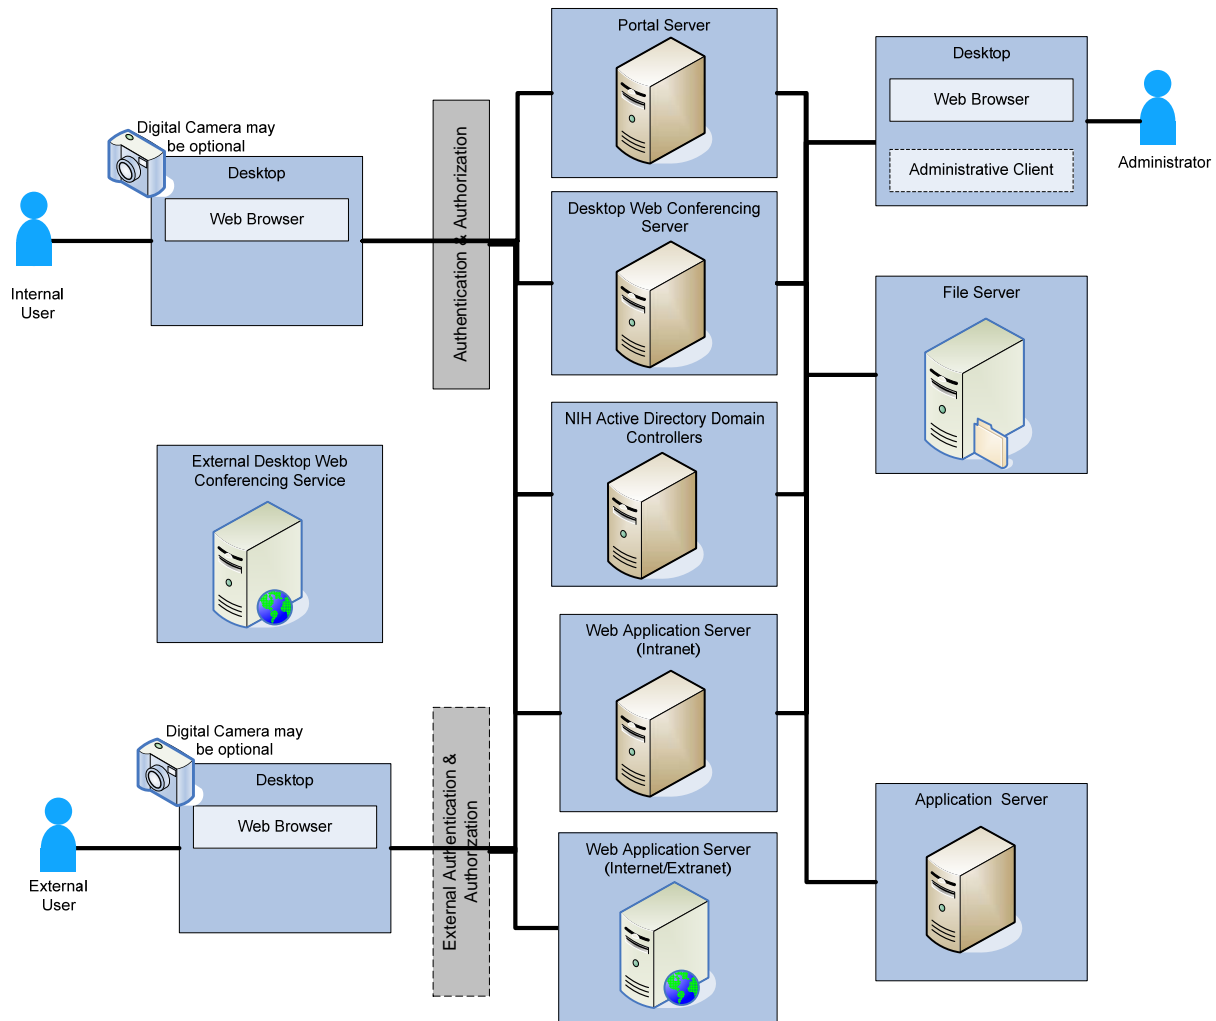 Portal Server
Desktop
Web Browser
Administrative Client
Administrator
Digital Camera may
be optional
Desktop
Web Browser
Internal
User
Authentication & Authorization
Desktop Web Conferencing
Server
File Server
NIH Active Directory Domain
Controllers
External Desktop Web
Conferencing Service
Web Application Server
(Intranet)
Digital Camera may
be optional
Desktop
Web Browser
External
User
External Authentication &
Authorization
Application Server
Web Application Server
(Internet/Extranet)